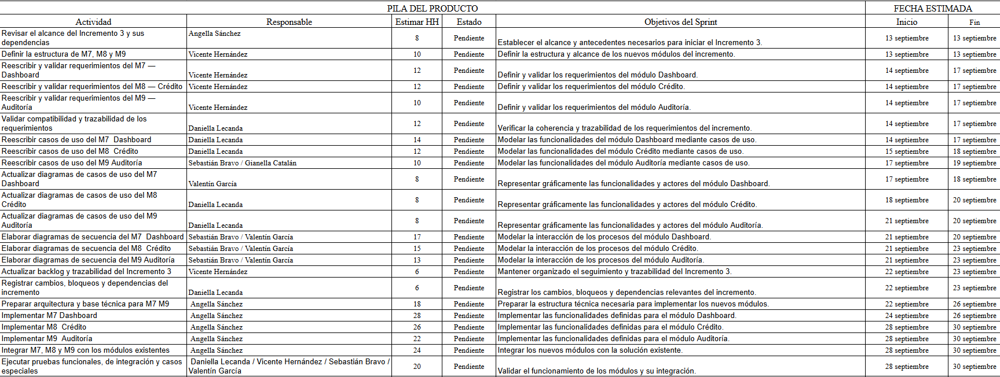 PILA DEL PRODUCTO FECHA ESTIMADA
Actividad Responsable Estimar HH Estado Objetivos del Sprint Inicio Fin
Revisar el alcance del Incremento 3 y sus
dependencias Angella Sánchez 8 Pendiente Establecer el alcance y antecedentes necesarios para iniciar el Incremento 3. 13 septiembre 13 septiembre
Definir la estructura de M7, M8 y M9 Vicente Hernández 10 Pendiente Definir la estructura y alcance de los nuevos módulos del incremento. 13 septiembre 13 septiembre
Reescribir y validar requerimientos del M7 —
Dashboard Vicente Hernández 12 Pendiente Definir y validar los requerimientos del módulo Dashboard. 14 septiembre 17 septiembre
Reescribir y validar requerimientos del M8 — Crédito Vicente Hernández 12 Pendiente Definir y validar los requerimientos del módulo Crédito. 14 septiembre 17 septiembre
Reescribir y validar requerimientos del M9 —
Auditoría Vicente Hernández 10 Pendiente Definir y validar los requerimientos del módulo Auditoría. 14 septiembre 17 septiembre
Validar compatibilidad y trazabilidad de los
requerimientos Daniella Lecanda 12 Pendiente Verificar la coherencia y trazabilidad de los requerimientos del incremento. 14 septiembre 17 septiembre
Reescribir casos de uso del M7 Dashboard Daniella Lecanda 14 Pendiente Modelar las funcionalidades del módulo Dashboard mediante casos de uso. 14 septiembre 17 septiembre
Reescribir casos de uso del M8 Crédito Daniella Lecanda 12 Pendiente Modelar las funcionalidades del módulo Crédito mediante casos de uso. 15 septiembre 18 septiembre
Reescribir casos de uso del M9 Auditoría Sebastián Bravo / Gianella Catalán 10 Pendiente Modelar las funcionalidades del módulo Auditoría mediante casos de uso. 17 septiembre 19 septiembre
Actualizar diagramas de casos de uso del M7
Dashboard Valentín García 8 Pendiente Representar gráficamente las funcionalidades y actores del módulo Dashboard. 17 septiembre 18 septiembre
Actualizar diagramas de casos de uso del M8
Crédito Daniella Lecanda 8 Pendiente Representar gráficamente las funcionalidades y actores del módulo Crédito. 18 septiembre 20 septiembre
Actualizar diagramas de casos de uso del M9
Auditoría Daniella Lecanda 8 Pendiente Representar gráficamente las funcionalidades y actores del módulo Auditoría. 21 septiembre 20 septiembre
Elaborar diagramas de secuencia del M7 Dashboard Sebastián Bravo / Valentín García 17 Pendiente Modelar la interacción de los procesos del módulo Dashboard. 21 septiembre 20 septiembre
Elaborar diagramas de secuencia del M8 Crédito Sebastián Bravo / Valentín García 15 Pendiente Modelar la interacción de los procesos del módulo Crédito. 21 septiembre 23 septiembre
Elaborar diagramas de secuencia del M9 Auditoría Sebastián Bravo / Valentín García 13 Pendiente Modelar la interacción de los procesos del módulo Auditoría. 21 septiembre 23 septiembre
Actualizar backlog y trazabilidad del Incremento 3 Vicente Hernández 6 Pendiente Mantener organizado el seguimiento y trazabilidad del Incremento 3. 22 septiembre 23 septiembre
Registrar cambios, bloqueos y dependencias del
incremento Daniella Lecanda 6 Pendiente Registrar los cambios, bloqueos y dependencias relevantes del incremento. 22 septiembre 23 septiembre
Preparar arquitectura y base técnica para M7 M9 Angella Sánchez 18 Pendiente Preparar la estructura técnica necesaria para implementar los nuevos módulos. 22 septiembre 26 septiembre
Implementar M7 Dashboard Angella Sánchez 28 Pendiente Implementar las funcionalidades definidas para el módulo Dashboard. 24 septiembre 26 septiembre
Implementar M8 Crédito Angella Sánchez 26 Pendiente Implementar las funcionalidades definidas para el módulo Crédito. 28 septiembre 30 septiembre
Implementar M9 Auditoría Angella Sánchez 22 Pendiente Implementar las funcionalidades definidas para el módulo Auditoría. 28 septiembre 30 septiembre
Integrar M7, M8 y M9 con los módulos existentes Angella Sánchez 24 Pendiente Integrar los nuevos módulos con la solución existente. 28 septiembre 30 septiembre
Ejecutar pruebas funcionales, de integración y casos Daniella Lecanda / Vicente Hernández / Sebastián Bravo /
especiales Valentín García 20 Pendiente Validar el funcionamiento de los módulos y su integración. 28 septiembre 30 septiembre